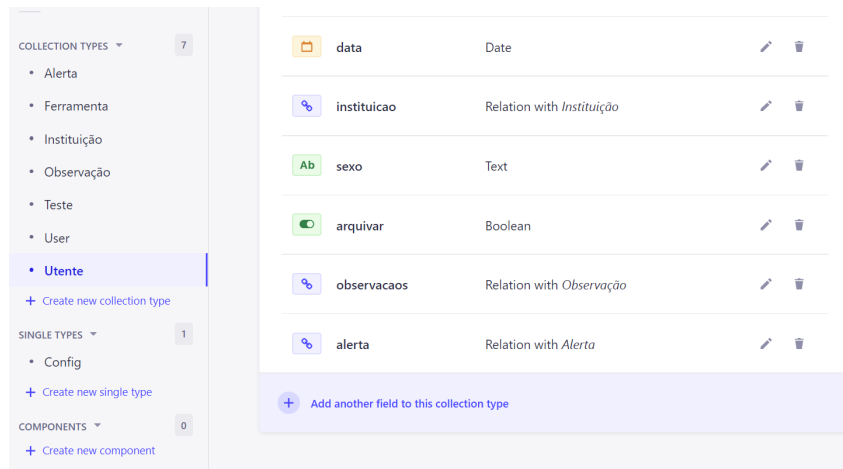 COLLECTION TYPES 7
Alerta
Ferramenta
Instituição
Observação
Teste
User
Utente
+ Create new collection type
SINGLE TYPES 1
Config
+ Create new single type
COMPONENTS 0
+ Create new component
data Date
instituicao Relation with Instituição
Ab sexo Text
arquivar Boolean
observacaos Relation with Observação
alerta Relation with Alerta
+ Add another field to this collection type